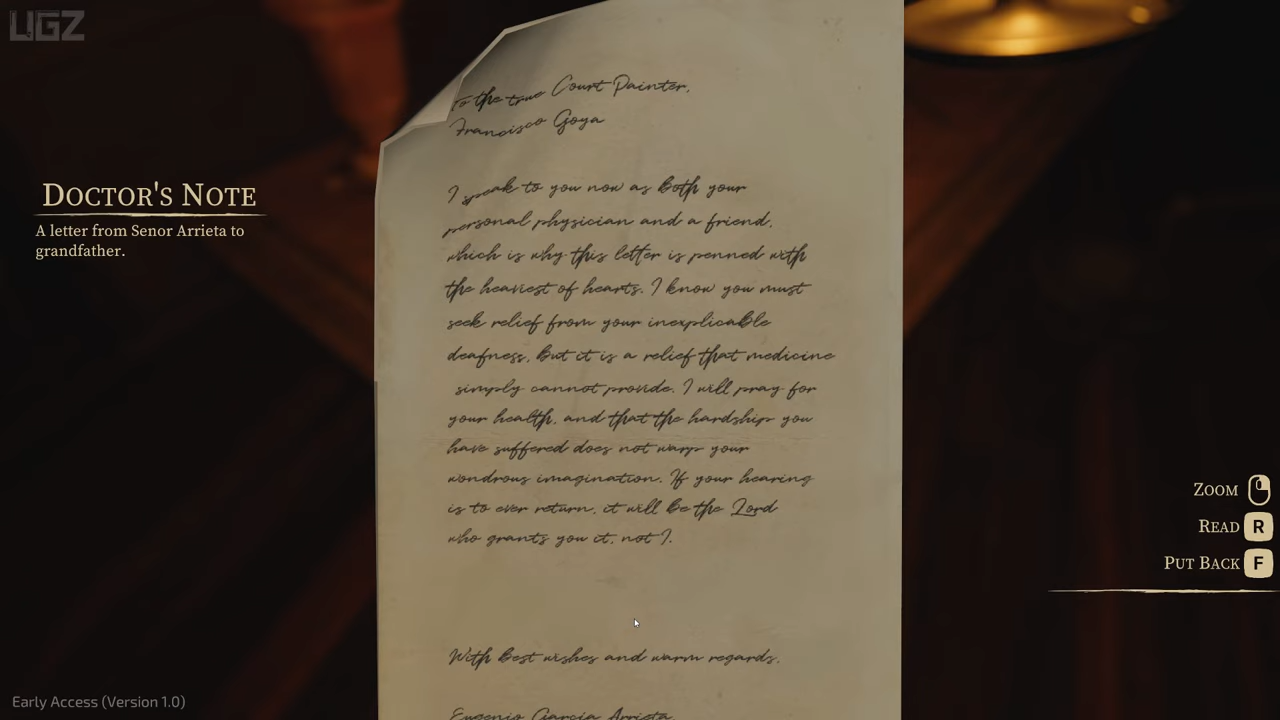 UGZ
To the true Court Painter,
Francisco Goya
I speak to you now as both your
personal physician and a friend,
which is why this letter is penned with
the heaviest of hearts. I know you must
seek relief from your inexplicable
deafness, but it is a relief that medicine
simply cannot provide. I will pray for
your health, and that the hardship you
have suffered does not warp your
wondrous imagination. If your hearing
is to ever return, it will be the Lord
who grants you it, not I.
With best wishes and warm regards,
Eugenio Garcia Arrieta
DOCTOR'S NOTE
A letter from Senor Arrieta to
grandfather.
ZOOM
READ R
PUT BACK F
Early Access (Version 1.0)